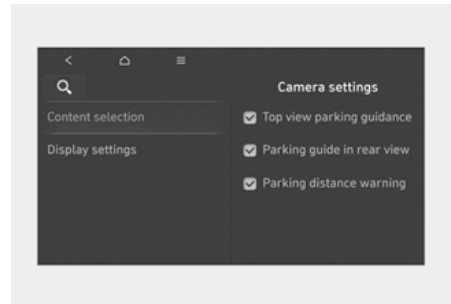 Camera settings
Content selection
Top view parking guidance
Display settings
Parking guide in rear view
Parking distance warning